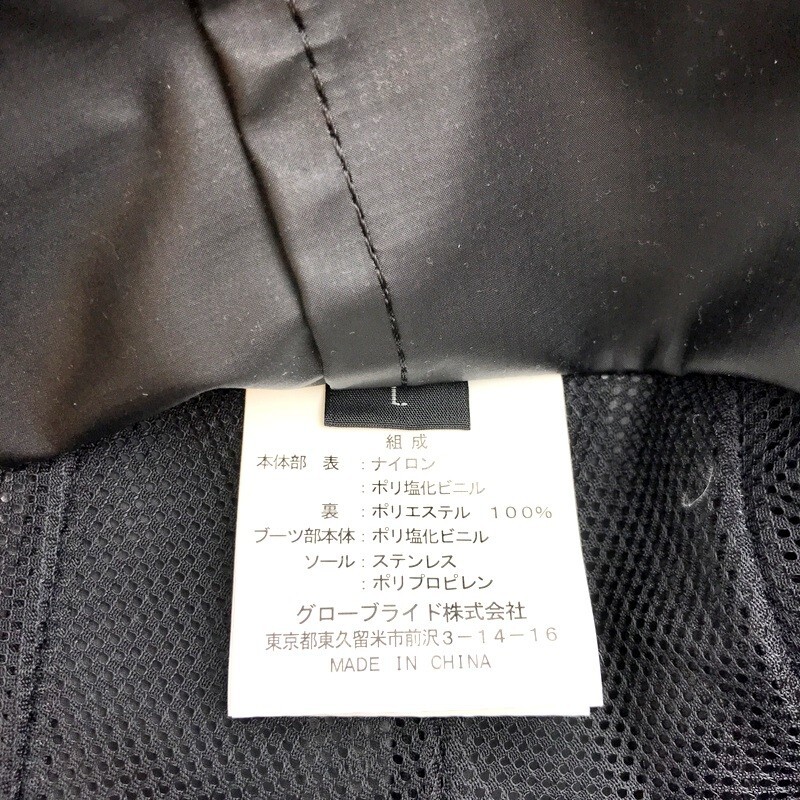 L
組成
本体部 表 : ナイロン
: ポリ塩化ビニル
裏 : ポリエステル 100%
ブーツ部本体 : ポリ塩化ビニル
ソール : ステンレス
: ポリプロピレン
グローブライド株式会社
東京都東久留米市前沢3-14-16
MADE IN CHINA